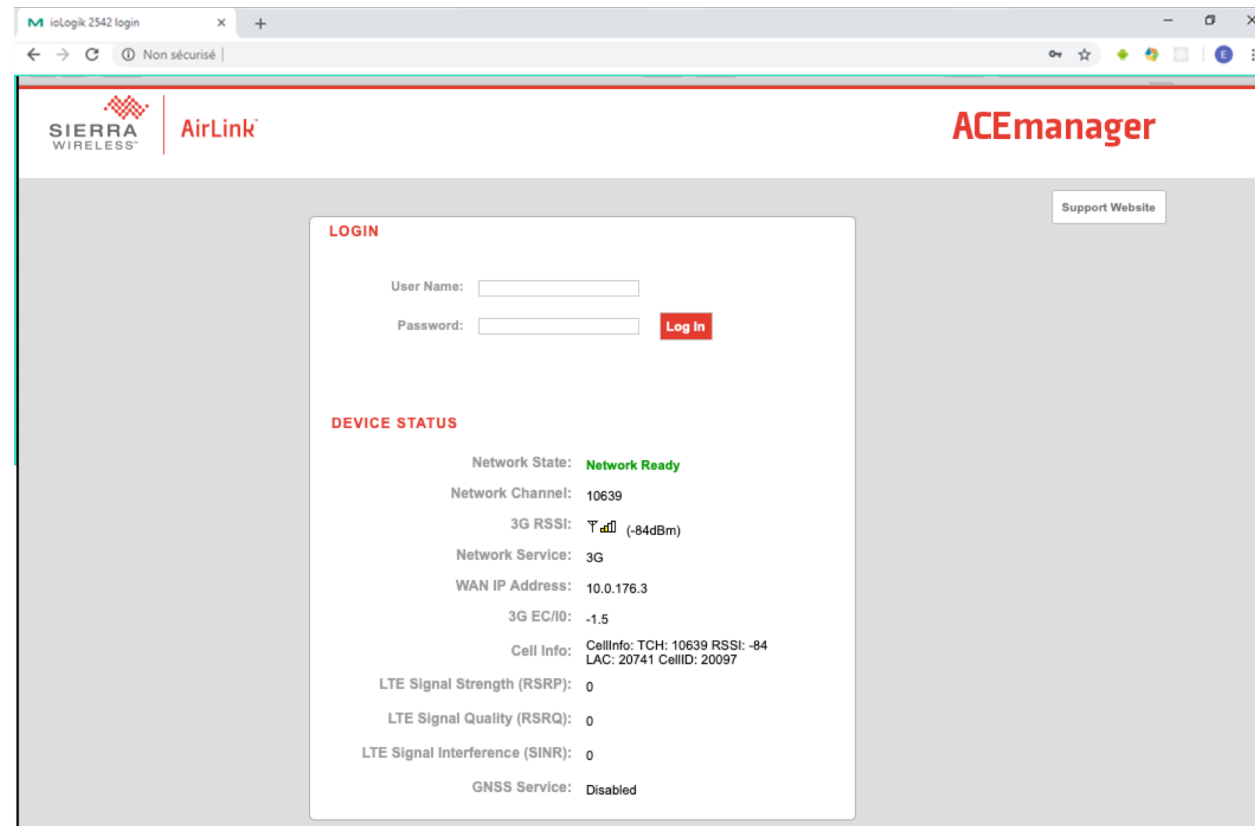 ioLogik 2542 login
Non sécurisé
E
SIERRA
WIRELESS™
AirLink™
ACEmanager
Support Website
LOGIN
User Name:
Password:
Log In
DEVICE STATUS
Network State: Network Ready
Network Channel: 10639
3G RSSI: (-84dBm)
Network Service: 3G
WAN IP Address: 10.0.176.3
3G EC/I0: -1.5
Cell Info: CellInfo: TCH: 10639 RSSI: -84
LAC: 20741 CellID: 20097
LTE Signal Strength (RSRP): 0
LTE Signal Quality (RSRQ): 0
LTE Signal Interference (SINR): 0
GNSS Service: Disabled